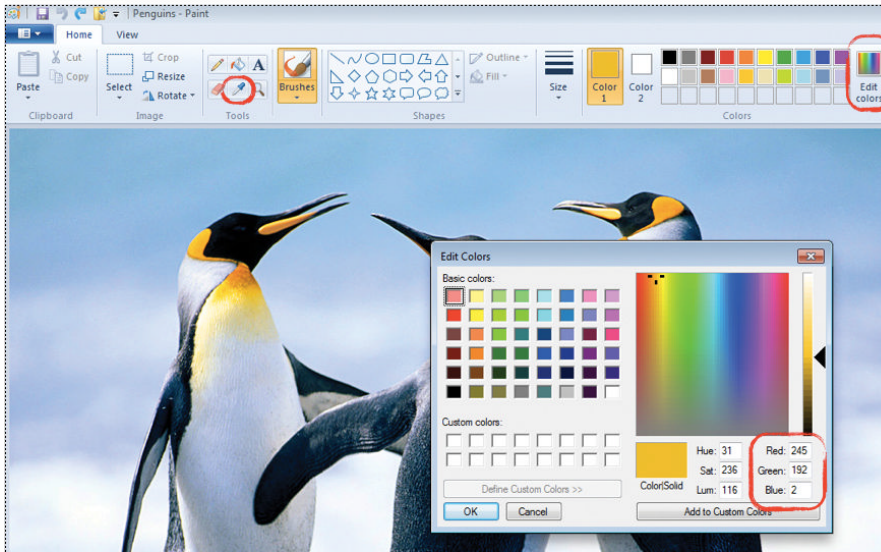 Penguins - Paint
Home View
Cut
Copy
Paste
Clipboard
Select
Crop
Resize
Rotate
Image
A
Tools
Brushes
Outline
Fill
Shapes
Size
Color 1
Color 2
Edit colors
Colors
Edit Colors
Basic colors:
Custom colors:
Define Custom Colors >>
OK Cancel
Color|Solid
Hue: 31 Red: 245
Sat: 236 Green: 192
Lum: 116 Blue: 2
Add to Custom Colors